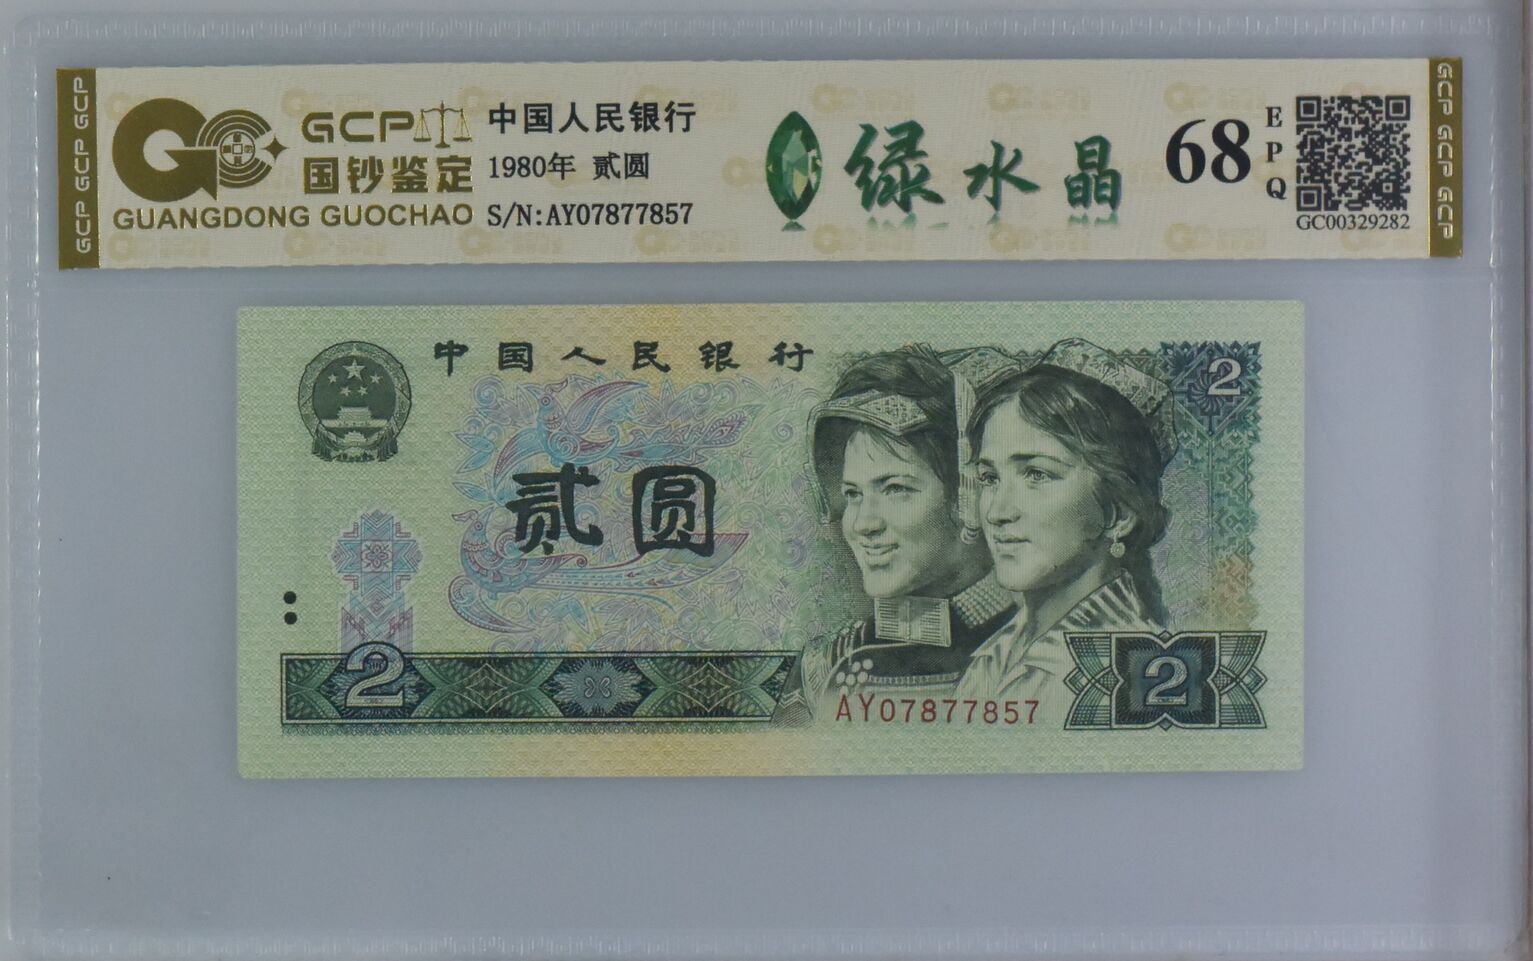 GCP GCP GCP
GC
GCP
国钞鉴定
GUANGDONG GUOCHAO
中国人民银行
1980年 贰圆
S/N:AY07877857
绿水晶
68
EPQ
GC00329282
GCP GCP GCP
中国人民银行
2
贰圆
2
AY07877857
2